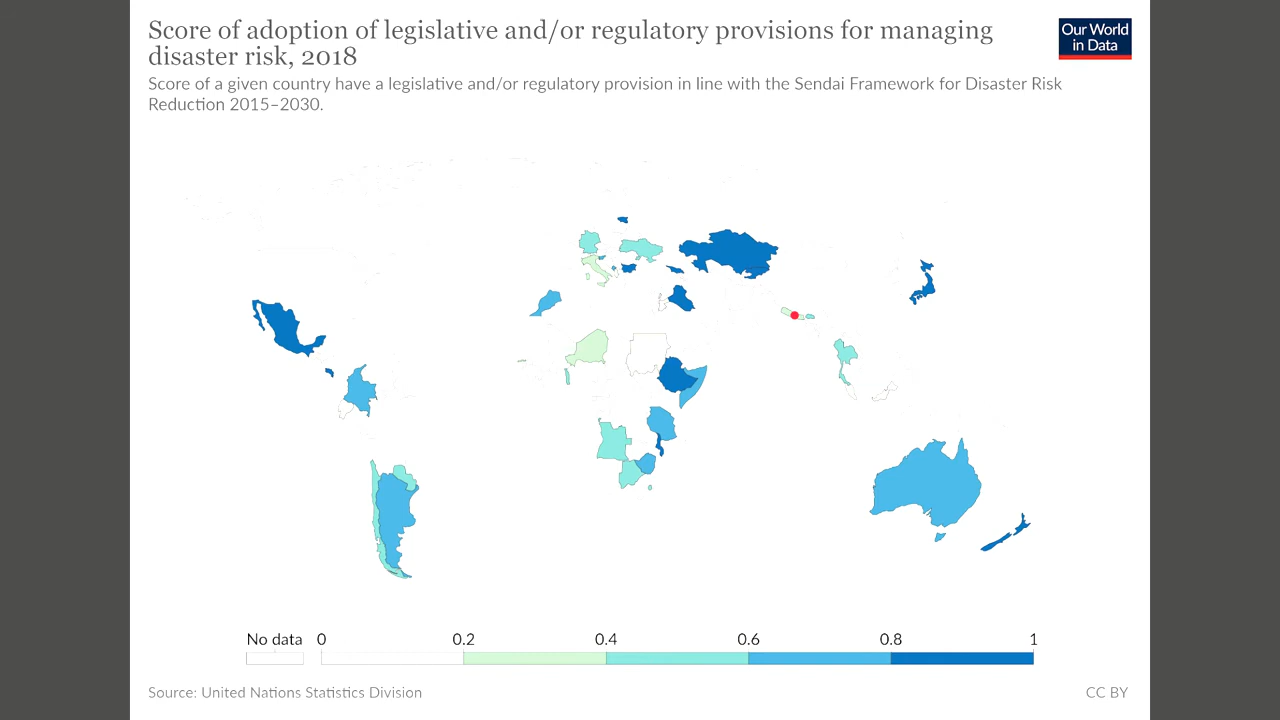 Score of adoption of legislative and/or regulatory provisions for managing
disaster risk, 2018
Our World
in Data
Score of a given country have a legislative and/or regulatory provision in line with the Sendai Framework for Disaster Risk
Reduction 2015–2030.
No data 0 0.2 0.4 0.6 0.8 1
Source: United Nations Statistics Division
CC BY